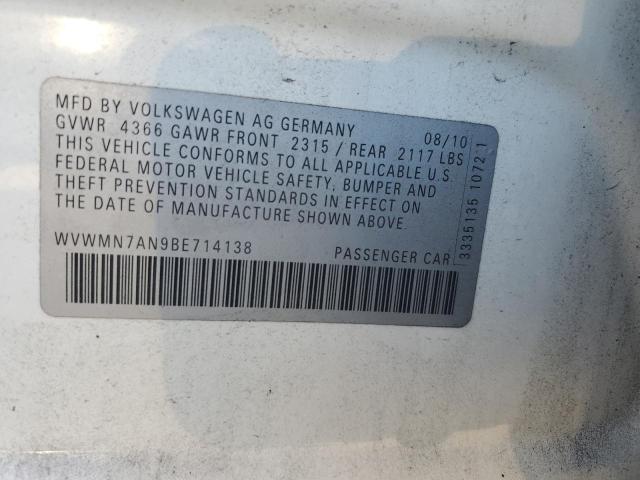 MFD BY VOLKSWAGEN AG GERMANY 08/10
GVWR 4366 GAWR FRONT 2315 / REAR 2117 LBS
THIS VEHICLE CONFORMS TO ALL APPLICABLE U.S.
FEDERAL MOTOR VEHICLE SAFETY, BUMPER AND
THEFT PREVENTION STANDARDS IN EFFECT ON
THE DATE OF MANUFACTURE SHOWN ABOVE.
WVWMN7AN9BE714138 PASSENGER CAR
3335135 1072 1